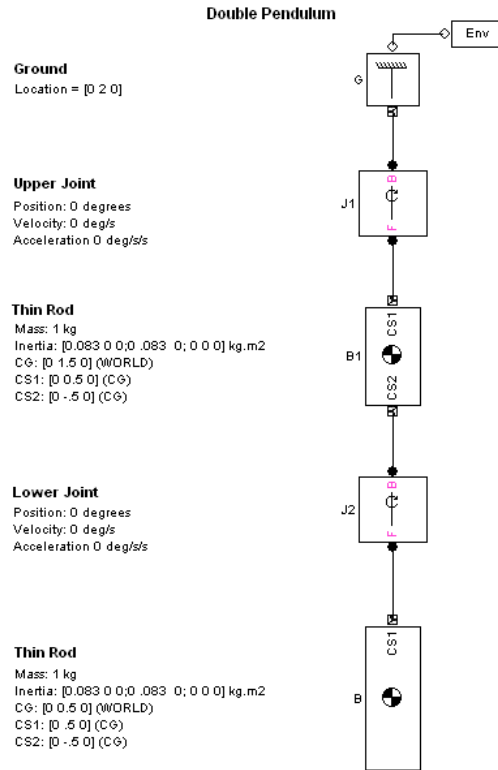 Double Pendulum
Env
Ground
Location = [0 2 0]
G
Upper Joint
Position: 0 degrees
Velocity: 0 deg/s
Acceleration 0 deg/s/s
B
J1
F
Thin Rod
Mass: 1 kg
Inertia: [0.083 0 0;0 .083 0; 0 0 0] kg.m2
CG: [0 1.5 0] (WORLD)
CS1: [0 0.5 0] (CG)
CS2: [0 -.5 0] (CG)
CS1
B1
CS2
Lower Joint
Position: 0 degrees
Velocity: 0 deg/s
Acceleration 0 deg/s/s
B
J2
F
Thin Rod
Mass: 1 kg
Inertia: [0.083 0 0;0 .083 0; 0 0 0] kg.m2
CG: [0 0.5 0] (WORLD)
CS1: [0 .5 0] (CG)
CS2: [0 -.5 0] (CG)
CS1
B